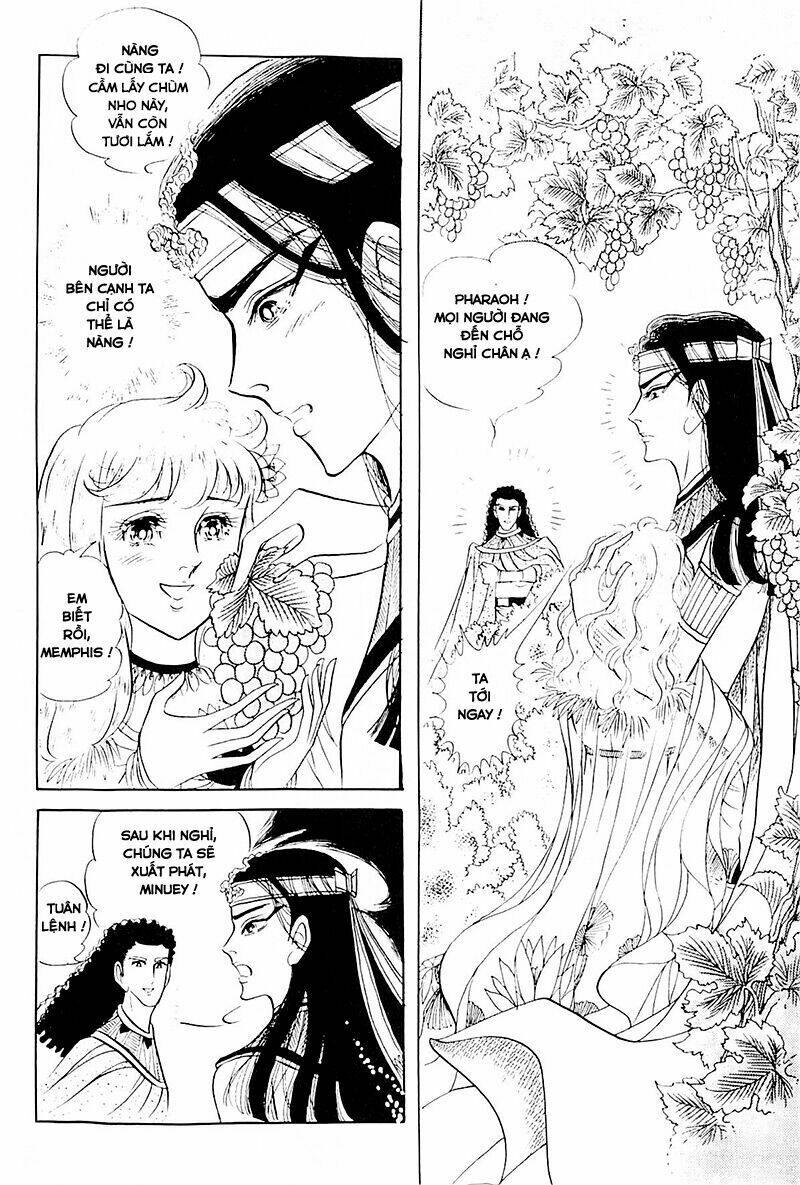 PHARAOH !
MỌI NGƯỜI ĐANG
ĐẾN CHỖ
NGHỈ CHÂN Ạ !
TA
TỚI
NGAY !
NÀNG
ĐI CÙNG TA !
CẦM LẤY CHÙM
NHO NÀY,
VẪN CÒN
TƯƠI LẮM !
NGƯỜI
BÊN CẠNH TA
CHỈ CÓ
THỂ LÀ
NÀNG !
EM
BIẾT
RỒI,
MEMPHIS !
SAU KHI NGHỈ,
CHÚNG TA SẼ
XUẤT PHÁT,
MINUEY !
TUÂN
LỆNH !